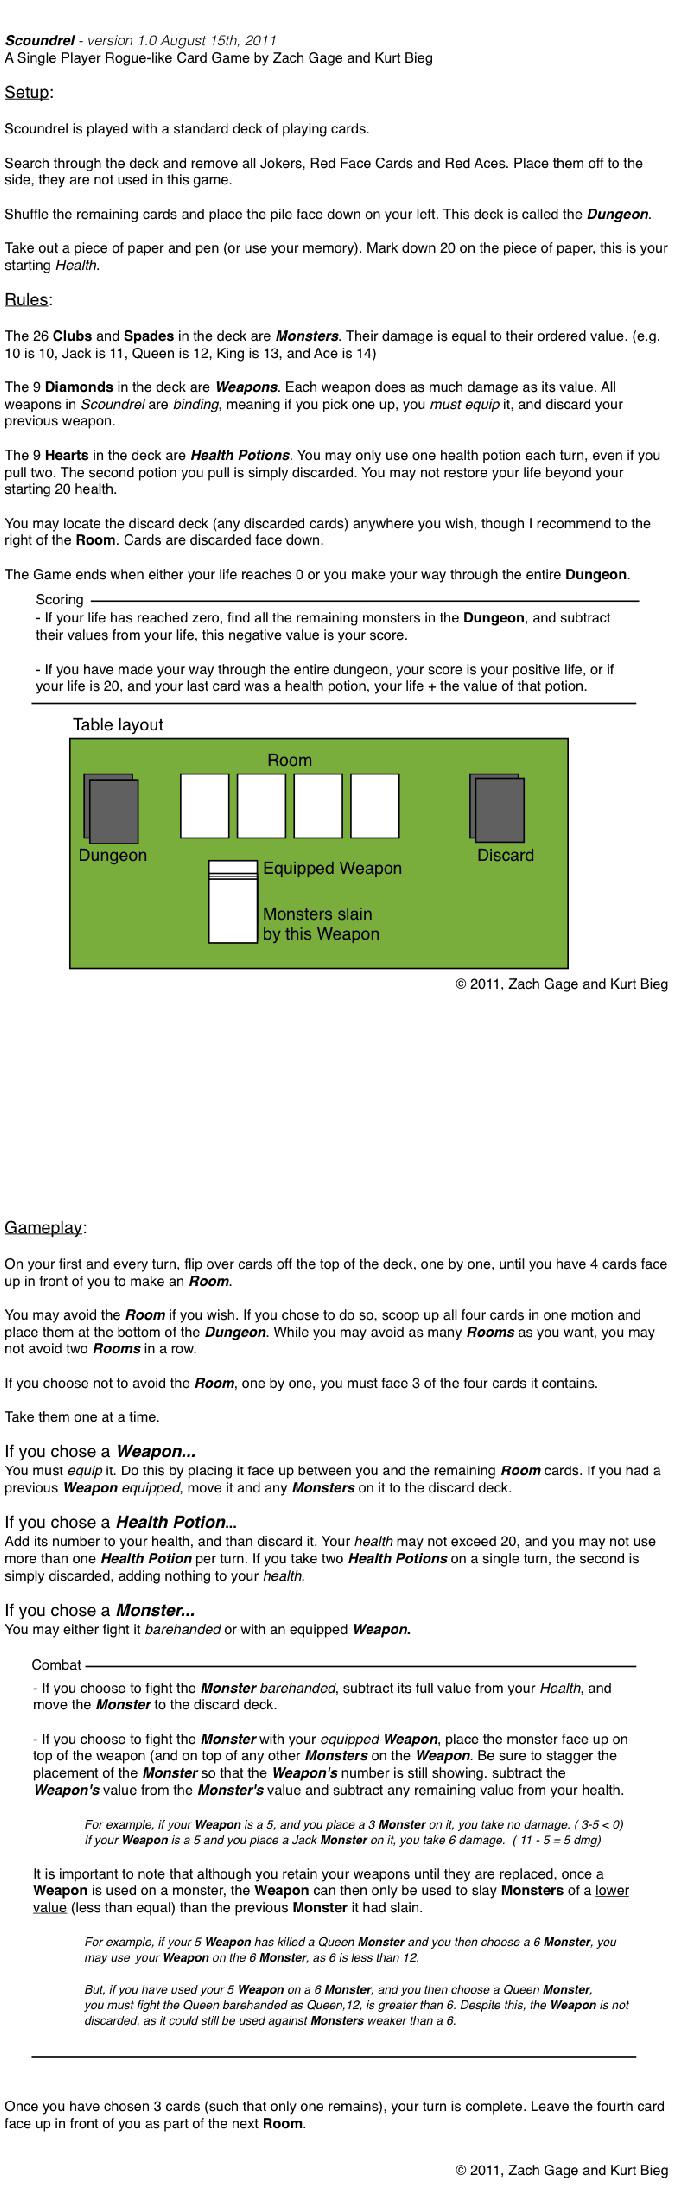 Scoundrel - version 1.0 August 15th, 2011
A Single Player Rogue-like Card Game by Zach Gage and Kurt Bieg
Setup:
Scoundrel is played with a standard deck of playing cards.
Search through the deck and remove all Jokers, Red Face Cards and Red Aces. Place them off to the
side, they are not used in this game.
Shuffle the remaining cards and place the pile face down on your left. This deck is called the Dungeon.
Take out a piece of paper and pen (or use your memory). Mark down 20 on the piece of paper, this is your
starting Health.
Rules:
The 26 Clubs and Spades in the deck are Monsters. Their damage is equal to their ordered value. (e.g.
10 is 10, Jack is 11, Queen is 12, King is 13, and Ace is 14)
The 9 Diamonds in the deck are Weapons. Each weapon does as much damage as its value. All
weapons in Scoundrel are binding, meaning if you pick one up, you must equip it, and discard your
previous weapon.
The 9 Hearts in the deck are Health Potions. You may only use one health potion each turn, even if you
pull two. The second potion you pull is simply discarded. You may not restore your life beyond your
starting 20 health.
You may locate the discard deck (any discarded cards) anywhere you wish, though I recommend to the
right of the Room. Cards are discarded face down.
The Game ends when either your life reaches 0 or you make your way through the entire Dungeon.
Scoring
- If your life has reached zero, find all the remaining monsters in the Dungeon, and subtract
their values from your life, this negative value is your score.
- If you have made your way through the entire dungeon, your score is your positive life, or if
your life is 20, and your last card was a health potion, your life + the value of that potion.
Table layout
Room
Dungeon
Discard
Equipped Weapon
Monsters slain
by this Weapon
© 2011, Zach Gage and Kurt Bieg
Gameplay:
On your first and every turn, flip over cards off the top of the deck, one by one, until you have 4 cards face
up in front of you to make an Room.
You may avoid the Room if you wish. If you chose to do so, scoop up all four cards in one motion and
place them at the bottom of the Dungeon. While you may avoid as many Rooms as you want, you may
not avoid two Rooms in a row.
If you choose not to avoid the Room, one by one, you must face 3 of the four cards it contains.
Take them one at a time.
If you chose a Weapon...
You must equip it. Do this by placing it face up between you and the remaining Room cards. If you had a
previous Weapon equipped, move it and any Monsters on it to the discard deck.
If you chose a Health Potion...
Add its number to your health, and than discard it. Your health may not exceed 20, and you may not use
more than one Health Potion per turn. If you take two Health Potions on a single turn, the second is
simply discarded, adding nothing to your health.
If you chose a Monster...
You may either fight it barehanded or with an equipped Weapon.
Combat
- If you choose to fight the Monster barehanded, subtract its full value from your Health, and
move the Monster to the discard deck.
- If you choose to fight the Monster with your equipped Weapon, place the monster face up on
top of the weapon (and on top of any other Monsters on the Weapon. Be sure to stagger the
placement of the Monster so that the Weapon's number is still showing. subtract the
Weapon's value from the Monster's value and subtract any remaining value from your health.
For example, if your Weapon is a 5, and you place a 3 Monster on it, you take no damage. ( 3-5 < 0)
if your Weapon is a 5 and you place a Jack Monster on it, you take 6 damage. ( 11 - 5 = 5 dmg)
It is important to note that although you retain your weapons until they are replaced, once a
Weapon is used on a monster, the Weapon can then only be used to slay Monsters of a lower
value (less than equal) than the previous Monster it had slain.
For example, if your 5 Weapon has killed a Queen Monster and you then choose a 6 Monster, you
may use your Weapon on the 6 Monster, as 6 is less than 12.
But, if you have used your 5 Weapon on a 6 Monster, and you then choose a Queen Monster,
you must fight the Queen barehanded as Queen,12, is greater than 6. Despite this, the Weapon is not
discarded, as it could still be used against Monsters weaker than a 6.
Once you have chosen 3 cards (such that only one remains), your turn is complete. Leave the fourth card
face up in front of you as part of the next Room.
© 2011, Zach Gage and Kurt Bieg